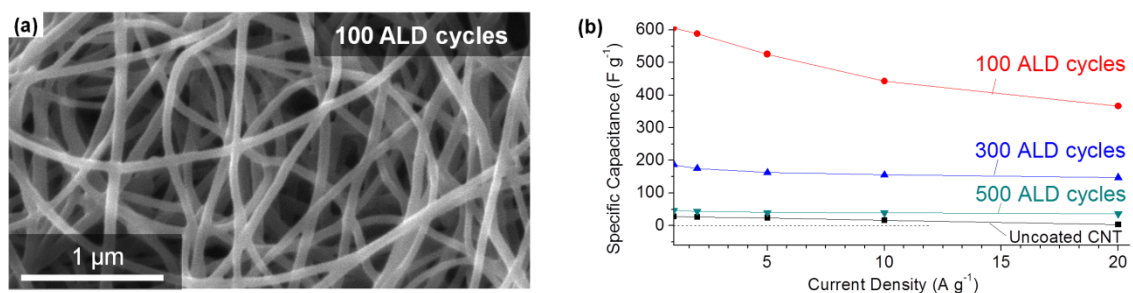 (a)
100 ALD cycles
1 µm
(b)
Specific Capacitance (F g⁻¹)
600
500
400
300
200
100
0
100 ALD cycles
300 ALD cycles
500 ALD cycles
Uncoated CNT
5
10
15
20
Current Density (A g⁻¹)